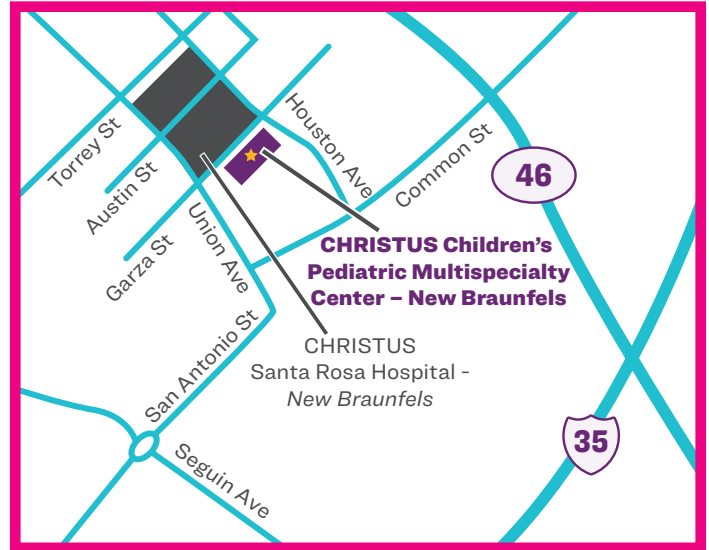 Torrey St
Austin St
Garza St
Union Ave
Houston Ave
Common St
46
CHRISTUS Children's
Pediatric Multispecialty
Center – New Braunfels
CHRISTUS
Santa Rosa Hospital -
New Braunfels
San Antonio St
Seguin Ave
35